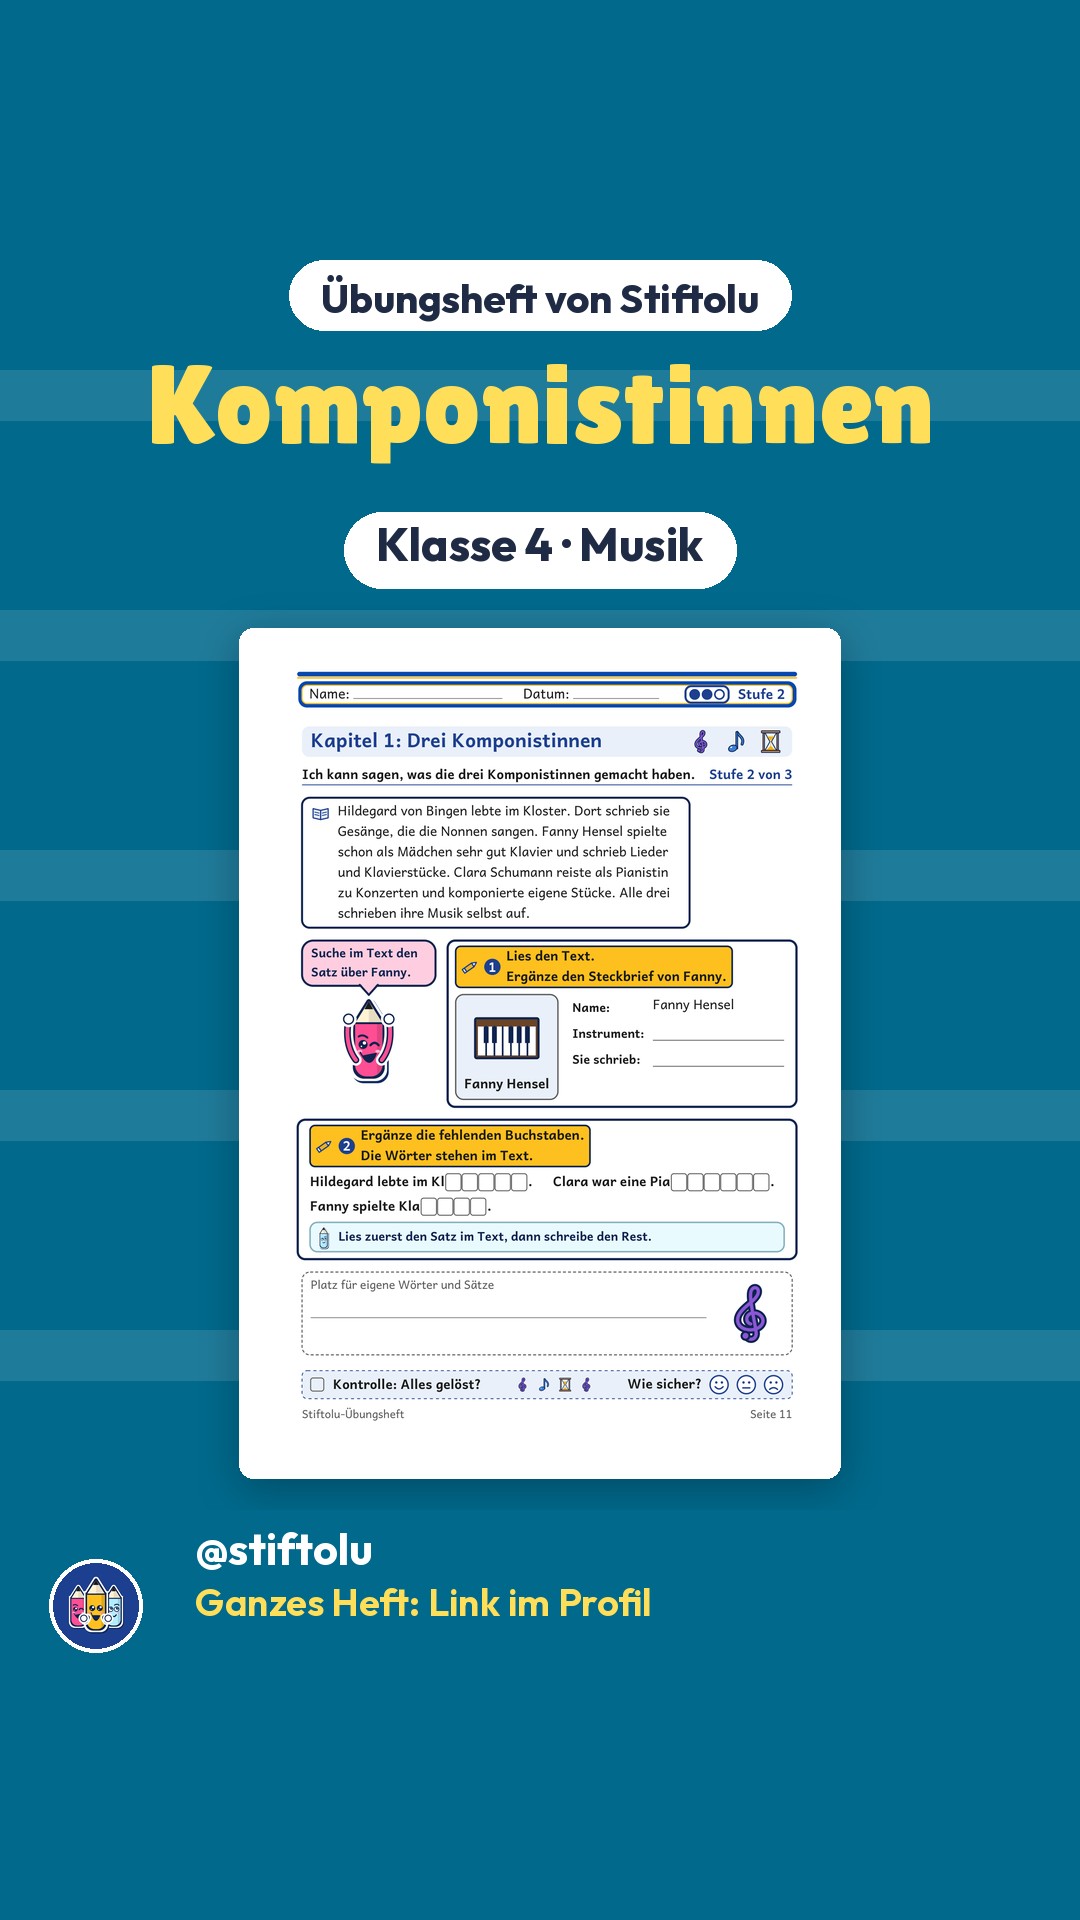 Übungsheft von Stiftolu
Komponistinnen
Klasse 4 · Musik
Name: Datum: Stufe 2
Kapitel 1: Drei Komponistinnen
Ich kann sagen, was die drei Komponistinnen gemacht haben. Stufe 2 von 3
Hildegard von Bingen lebte im Kloster. Dort schrieb sie
Gesänge, die die Nonnen sangen. Fanny Hensel spielte
schon als Mädchen sehr gut Klavier und schrieb Lieder
und Klavierstücke. Clara Schumann reiste als Pianistin
zu Konzerten und komponierte eigene Stücke. Alle drei
schrieben ihre Musik selbst auf.
Suche im Text den
Satz über Fanny.
1 Lies den Text.
Ergänze den Steckbrief von Fanny.
Fanny Hensel
Name: Fanny Hensel
Instrument:
Sie schrieb:
2 Ergänze die fehlenden Buchstaben.
Die Wörter stehen im Text.
Hildegard lebte im Kl. Clara war eine Pia.
Fanny spielte Kla.
Lies zuerst den Satz im Text, dann schreibe den Rest.
Platz für eigene Wörter und Sätze
Kontrolle: Alles gelöst? Wie sicher?
Stiftolu-Übungsheft Seite 11
@stiftolu
Ganzes Heft: Link im Profil